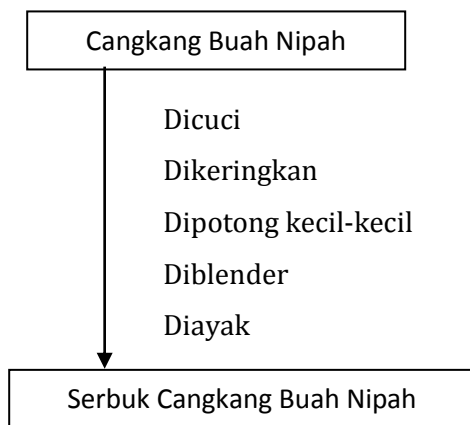 Cangkang Buah Nipah
Dicuci
Dikeringkan
Dipotong kecil-kecil
Diblender
Diayak
Serbuk Cangkang Buah Nipah